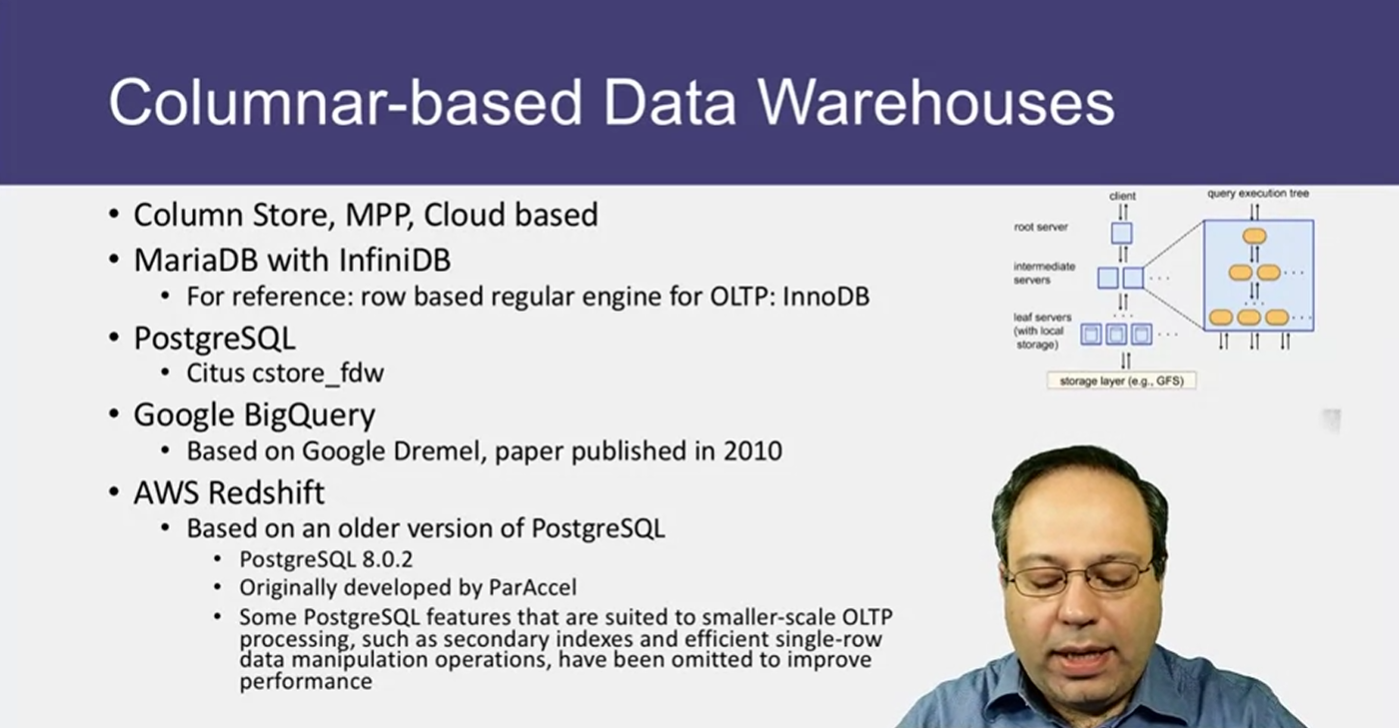 Columnar-based Data Warehouses
• Column Store, MPP, Cloud based
• MariaDB with InfiniDB
• For reference: row based regular engine for OLTP: InnoDB
• PostgreSQL
• Citus cstore_fdw
• Google BigQuery
• Based on Google Dremel, paper published in 2010
• AWS Redshift
• Based on an older version of PostgreSQL
• PostgreSQL 8.0.2
• Originally developed by ParAccel
• Some PostgreSQL features that are suited to smaller-scale OLTP
processing, such as secondary indexes and efficient single-row
data manipulation operations, have been omitted to improve
performance
client
query execution tree
root server
intermediate
servers
. . .
. . .
. . .
leaf servers
(with local
storage)
. . .
. . .
. . .
storage layer (e.g., GFS)